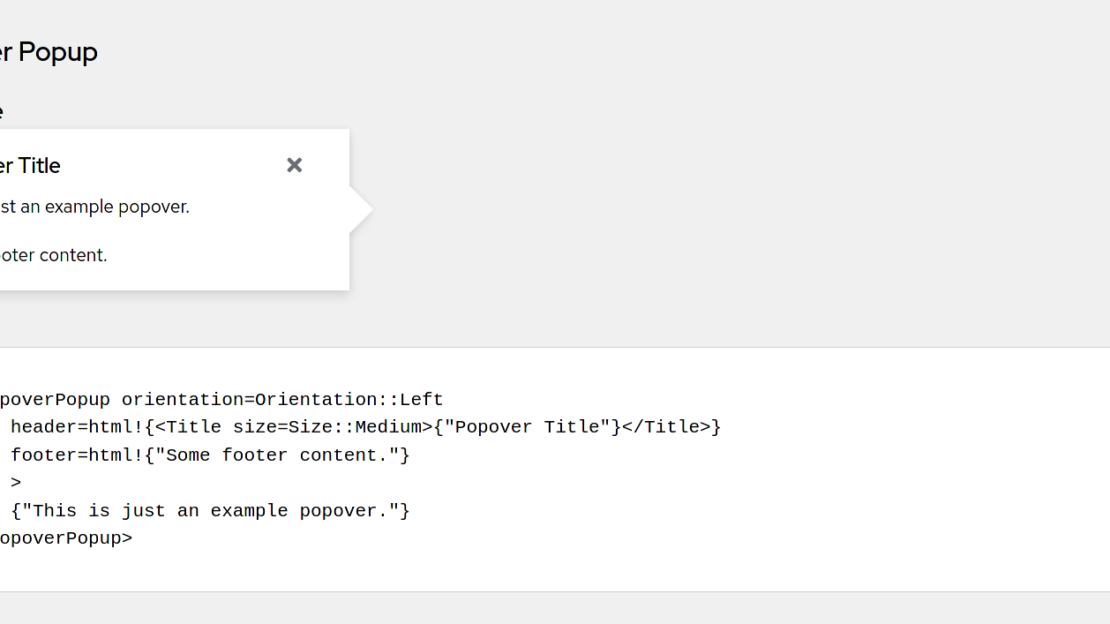 er Popup
e
er Title
st an example popover.
oter content.
poverPopup orientation=Orientation::Left
header=html!{<Title size=Size::Medium>{"Popover Title"}</Title>}
footer=html!{"Some footer content."}
>
{"This is just an example popover."}
opoverPopup>